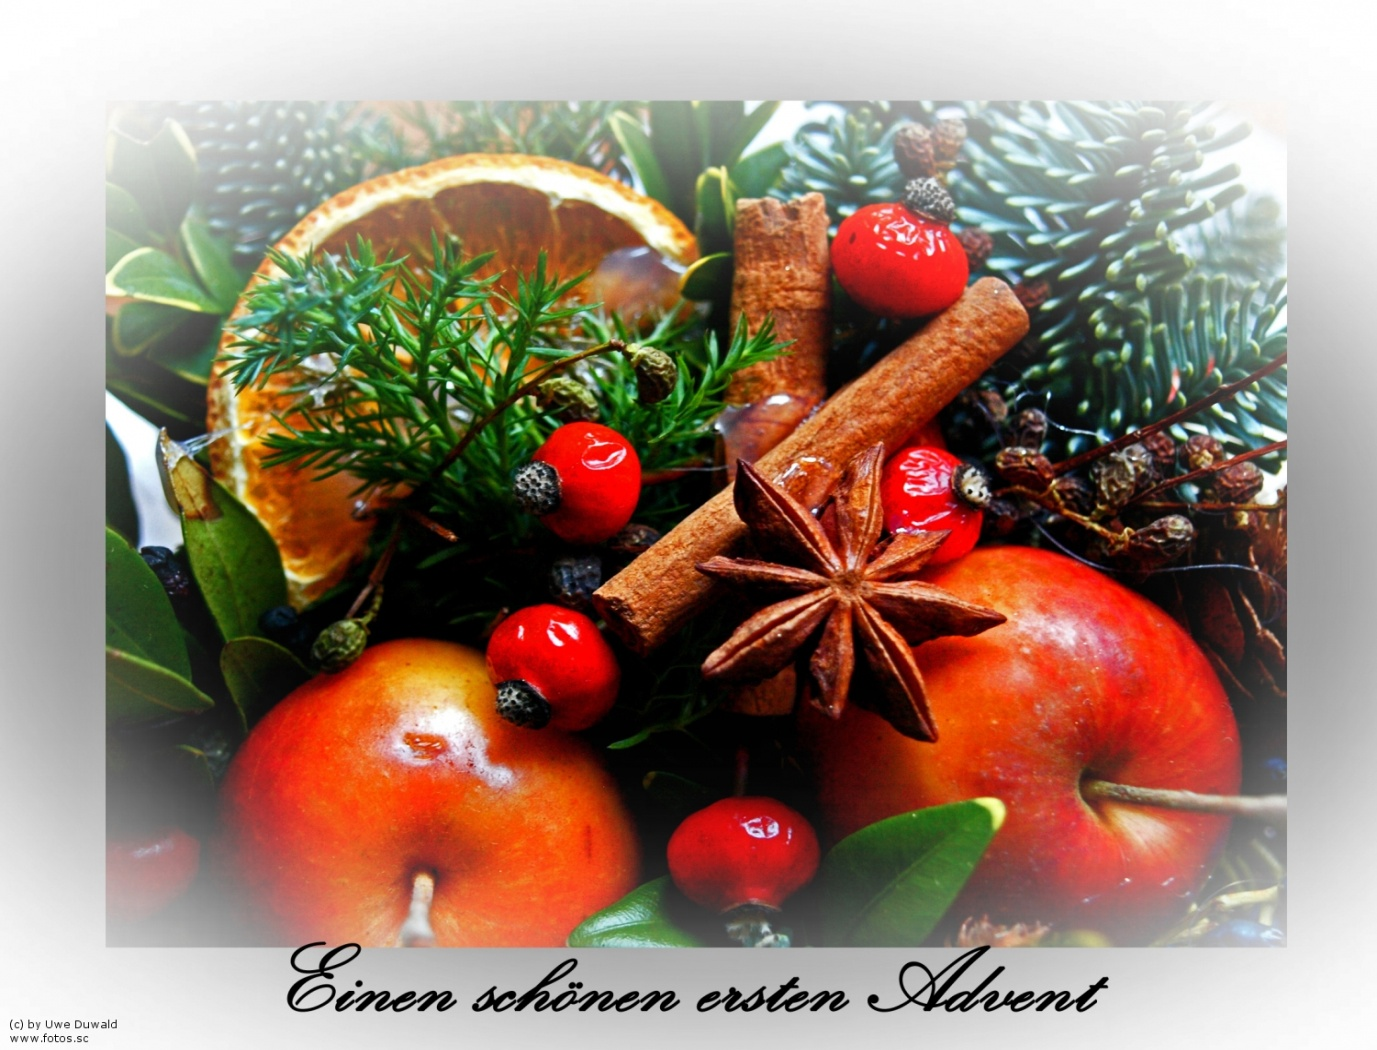 Einen schönen ersten Advent
(c) by Uwe Duwald
www.fotos.sc